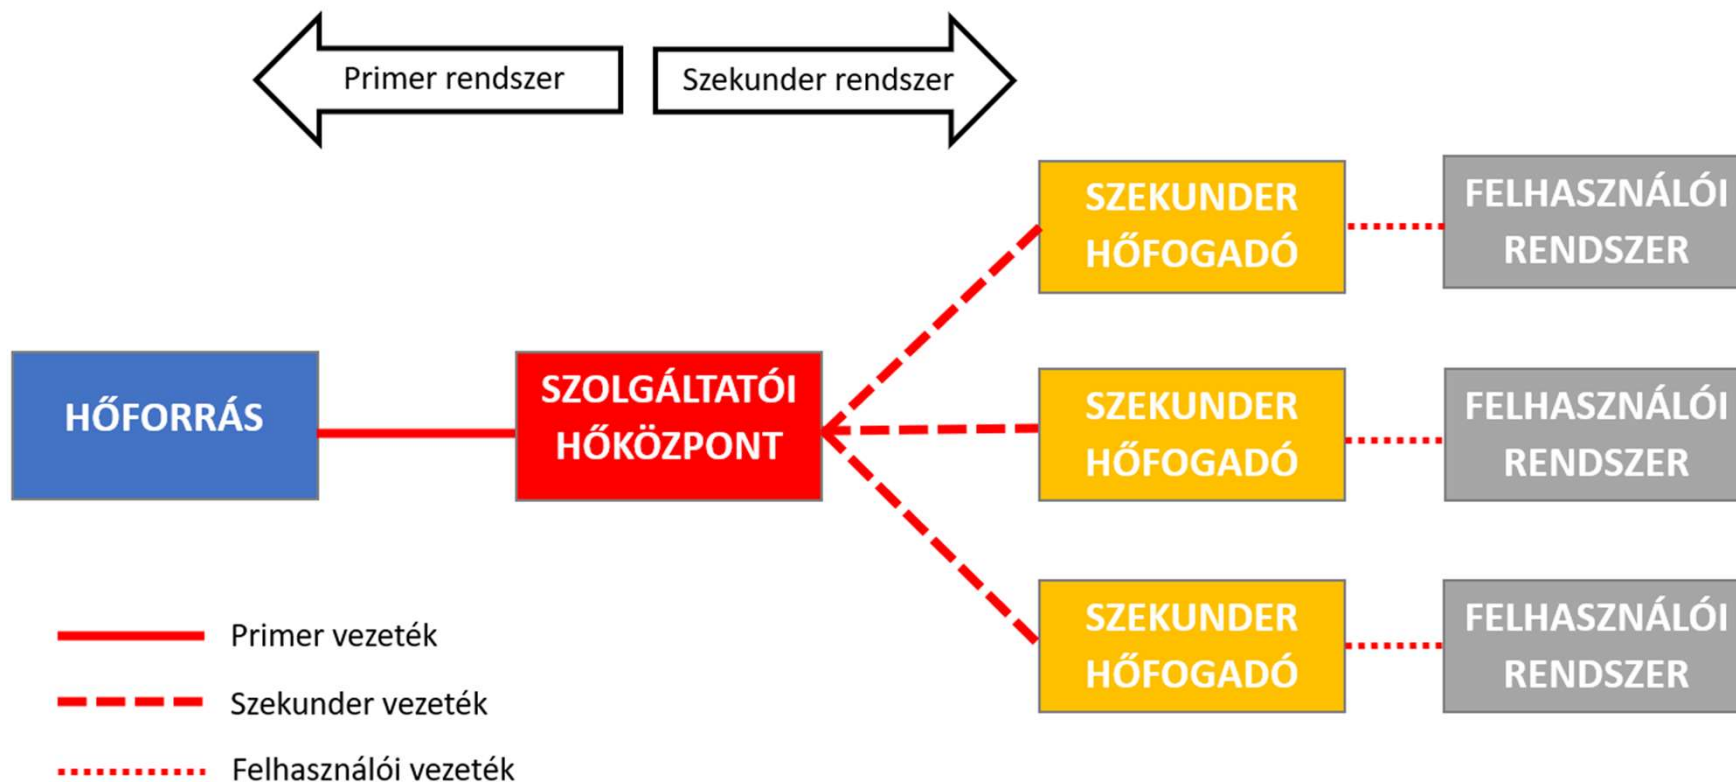 Primer rendszer
Szekunder rendszer
SZEKUNDER
HŐFOGADÓ
FELHASZNÁLÓI
RENDSZER
HŐFORRÁS
SZOLGÁLTATÓI
HŐKÖZPONT
SZEKUNDER
HŐFOGADÓ
FELHASZNÁLÓI
RENDSZER
SZEKUNDER
HŐFOGADÓ
FELHASZNÁLÓI
RENDSZER
Primer vezeték
Szekunder vezeték
Felhasználói vezeték